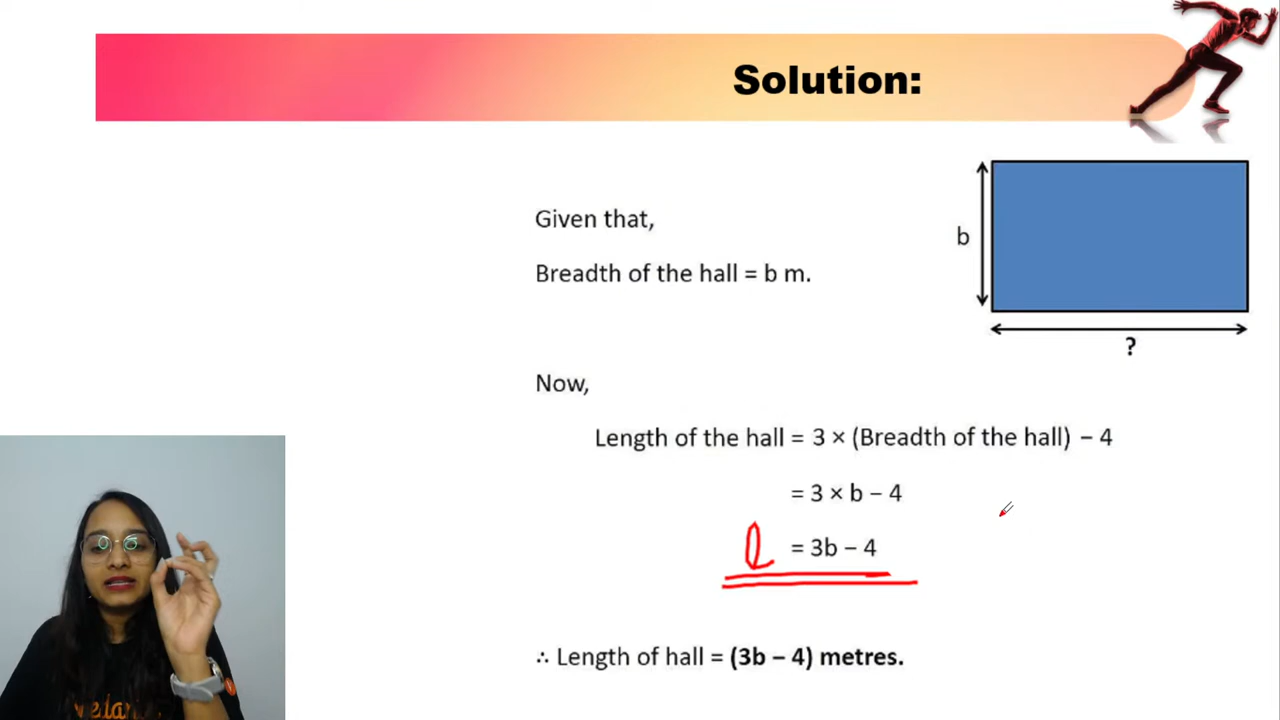 Solution:
b
Given that,
Breadth of the hall = b m.
?
Now,
Length of the hall = 3 × (Breadth of the hall) − 4
= 3 × b − 4
l = 3b − 4
∴ Length of hall = (3b − 4) metres.